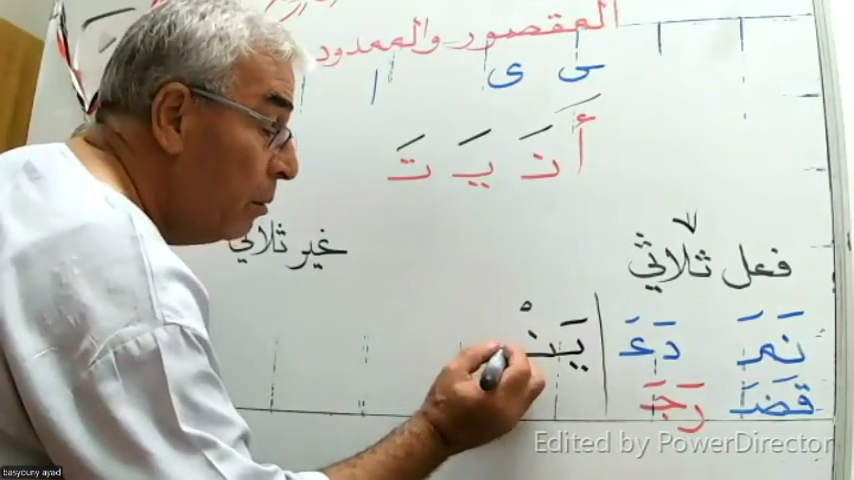 المقصور والممدود
ى ى ا
أَ نَـ يَـ تَـ
فعل ثلاثي غير ثلاثي
نَمَـ دَعَـ يَنْـ
قَضَـ رَجَـ
Edited by PowerDirector
basyouny ayad